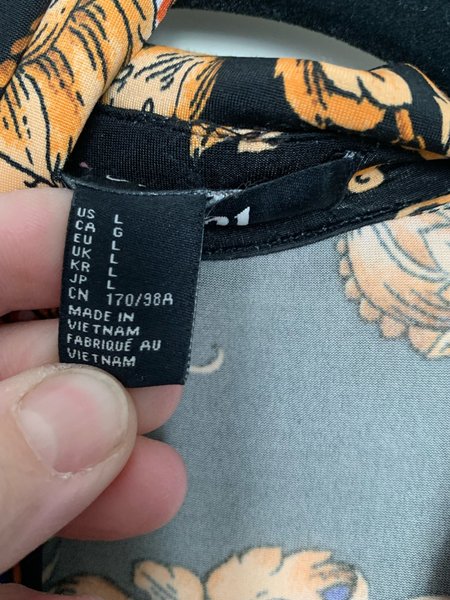 US L
CA G
EU L
UK L
KR L
JP L
CN 170/98A
MADE IN
VIETNAM
FABRIQUÉ AU
VIETNAM